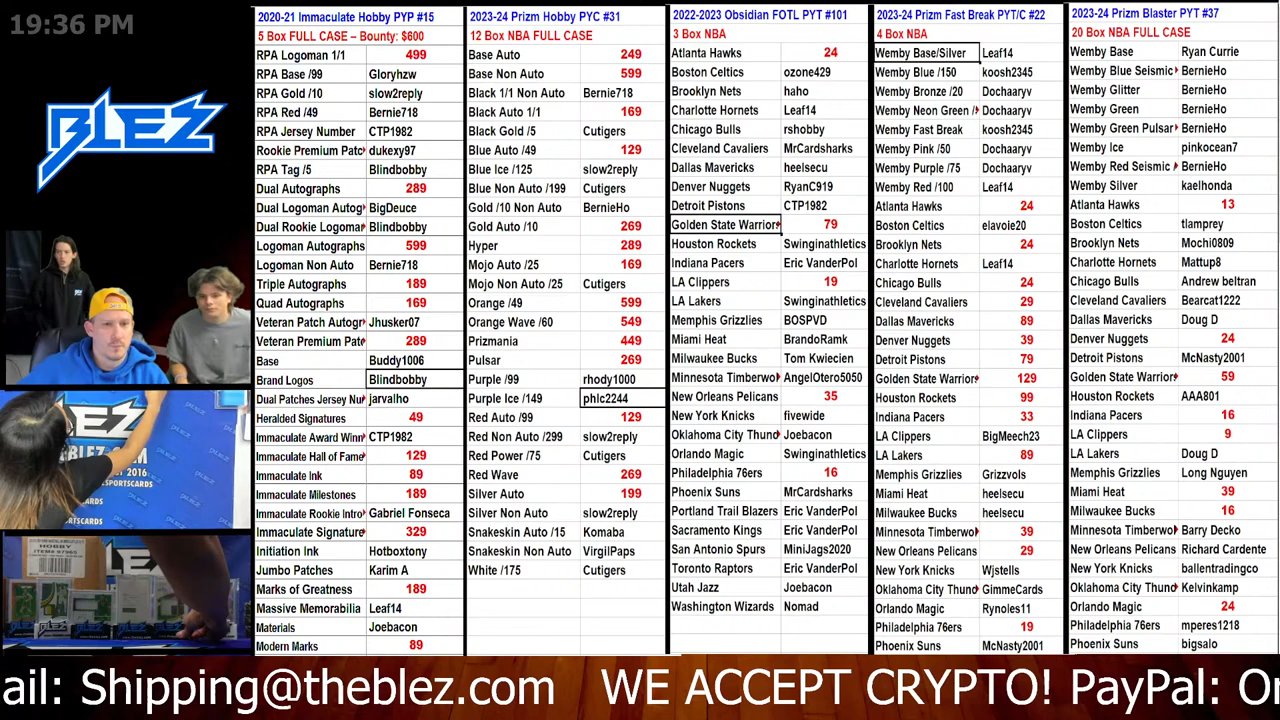 19:36 PM
BLEZ
2020-21 Immaculate Hobby PYP #15
5 Box FULL CASE – Bounty: $600
RPA Logoman 1/1 499
RPA Base /99 Gloryhzw
RPA Gold /10 slow2reply
RPA Red /49 Bernie718
RPA Jersey Number CTP1982
Rookie Premium Patc dukexy97
RPA Tag /5 Blindbobby
Dual Autographs 289
Dual Logoman Autog BigDeuce
Dual Rookie Logoma Blindbobby
Logoman Autographs 599
Logoman Non Auto Bernie718
Triple Autographs 189
Quad Autographs 169
Veteran Patch Autogr Jhusker07
Veteran Premium Pate 289
Base Buddy1006
Brand Logos Blindbobby
Dual Patches Jersey Nu jarvalho
Heralded Signatures 49
Immaculate Award Winn CTP1982
Immaculate Hall of Fame 129
Immaculate Ink 89
Immaculate Milestones 189
Immaculate Rookie Intro Gabriel Fonseca
Immaculate Signature 329
Initiation Ink Hotboxtony
Jumbo Patches Karim A
Marks of Greatness 189
Massive Memorabilia Leaf14
Materials Joebacon
Modern Marks 89
2023-24 Prizm Hobby PYC #31
12 Box NBA FULL CASE
Base Auto 249
Base Non Auto 599
Black 1/1 Non Auto Bernie718
Black Auto 1/1 169
Black Gold /5 Cutigers
Blue Auto /49 129
Blue Ice /125 slow2reply
Blue Non Auto /199 Cutigers
Gold /10 Non Auto BernieHo
Gold Auto /10 269
Hyper 289
Mojo Auto /25 169
Mojo Non Auto /25 Cutigers
Orange /49 599
Orange Wave /60 549
Prizmania 449
Pulsar 269
Purple /99 rhody1000
Purple Ice /149 phlc2244
Red Auto /99 129
Red Non Auto /299 slow2reply
Red Power /75 Cutigers
Red Wave 269
Silver Auto 199
Silver Non Auto slow2reply
Snakeskin Auto /15 Komaba
Snakeskin Non Auto VirgilPaps
White /175 Cutigers
2022-2023 Obsidian FOTL PYT #101
3 Box NBA
Atlanta Hawks 24
Boston Celtics ozone429
Brooklyn Nets haho
Charlotte Hornets Leaf14
Chicago Bulls rshobby
Cleveland Cavaliers MrCardsharks
Dallas Mavericks heelsecu
Denver Nuggets RyanC919
Detroit Pistons CTP1982
Golden State Warriors 79
Houston Rockets Swinginathletics
Indiana Pacers Eric VanderPol
LA Clippers 19
LA Lakers Swinginathletics
Memphis Grizzlies BOSPVD
Miami Heat BrandoRamk
Milwaukee Bucks Tom Kwiecien
Minnesota Timberwo AngelOtero5050
New Orleans Pelicans 35
New York Knicks fivewide
Oklahoma City Thund Joebacon
Orlando Magic Swinginathletics
Philadelphia 76ers 16
Phoenix Suns MrCardsharks
Portland Trail Blazers Eric VanderPol
Sacramento Kings Eric VanderPol
San Antonio Spurs MiniJags2020
Toronto Raptors Eric VanderPol
Utah Jazz Joebacon
Washington Wizards Nomad
2023-24 Prizm Fast Break PYT/C #22
4 Box NBA
Wemby Base/Silver Leaf14
Wemby Blue /150 koosh2345
Wemby Bronze /20 Dochaaryv
Wemby Neon Green / Dochaaryv
Wemby Fast Break koosh2345
Wemby Pink /50 Dochaaryv
Wemby Purple /75 Dochaaryv
Wemby Red /100 Leaf14
Atlanta Hawks 24
Boston Celtics elavoie20
Brooklyn Nets 24
Charlotte Hornets Leaf14
Chicago Bulls 24
Cleveland Cavaliers 29
Dallas Mavericks 89
Denver Nuggets 39
Detroit Pistons 79
Golden State Warrior 129
Houston Rockets 99
Indiana Pacers 33
LA Clippers BigMeech23
LA Lakers 89
Memphis Grizzlies Grizzvols
Miami Heat heelsecu
Milwaukee Bucks heelsecu
Minnesota Timberwo 39
New Orleans Pelicans 29
New York Knicks Wjstells
Oklahoma City Thund GimmeCards
Orlando Magic Rynoles11
Philadelphia 76ers 19
Phoenix Suns McNasty2001
2023-24 Prizm Blaster PYT #37
20 Box NBA FULL CASE
Wemby Base Ryan Currie
Wemby Blue Seismic BernieHo
Wemby Glitter BernieHo
Wemby Green BernieHo
Wemby Green Pulsar BernieHo
Wemby Ice pinkocean7
Wemby Red Seismic BernieHo
Wemby Silver kaelhonda
Atlanta Hawks 13
Boston Celtics tlamprey
Brooklyn Nets Mochi0809
Charlotte Hornets Mattup8
Chicago Bulls Andrew beltran
Cleveland Cavaliers Bearcat1222
Dallas Mavericks Doug D
Denver Nuggets 24
Detroit Pistons McNasty2001
Golden State Warrior 59
Houston Rockets AAA801
Indiana Pacers 16
LA Clippers 9
LA Lakers Doug D
Memphis Grizzlies Long Nguyen
Miami Heat 39
Milwaukee Bucks 16
Minnesota Timberwo Barry Decko
New Orleans Pelicans Richard Cardente
New York Knicks ballentradingco
Oklahoma City Thund Kelvinkamp
Orlando Magic 24
Philadelphia 76ers mperes1218
Phoenix Suns bigsalo
HOBBY
ail: Shipping@theblez.com WE ACCEPT CRYPTO! PayPal: Or